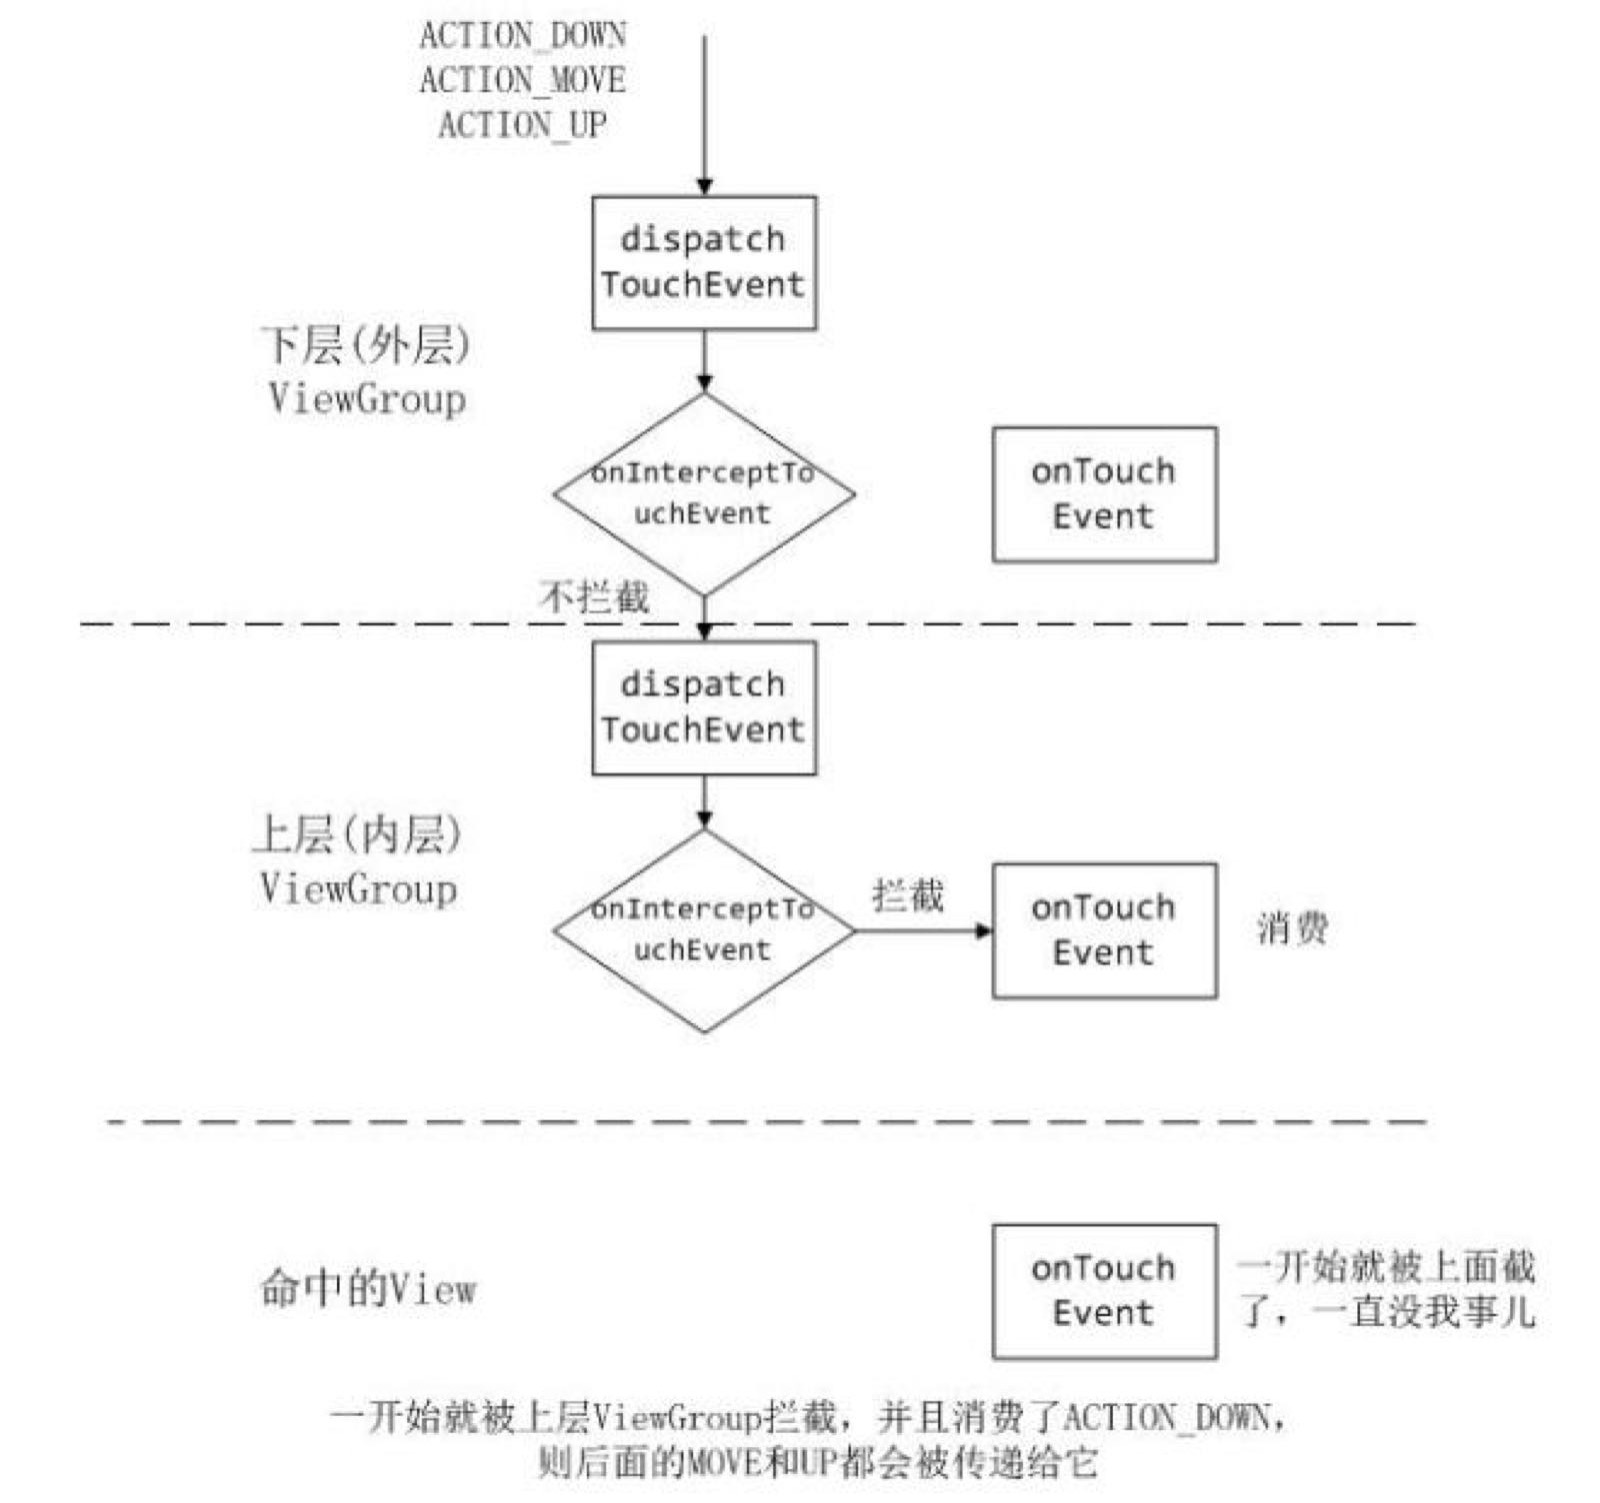 ACTION_DOWN
ACTION_MOVE
ACTION_UP
dispatch
TouchEvent
下层(外层)
ViewGroup
onInterceptTo
uchEvent
onTouch
Event
不拦截
dispatch
TouchEvent
上层(内层)
ViewGroup
onInterceptTo
uchEvent
拦截
onTouch
Event
消费
命中的View
onTouch
Event
一开始就被上面截
了，一直没我事儿
一开始就被上层ViewGroup拦截，并且消费了ACTION_DOWN，
则后面的MOVE和UP都会被传递给它